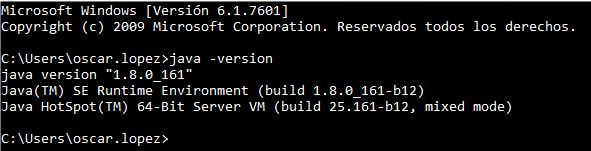 Microsoft Windows [Versión 6.1.7601]
Copyright (c) 2009 Microsoft Corporation. Reservados todos los derechos.
C:\Users\oscar.lopez>java -version
java version "1.8.0_161"
Java(TM) SE Runtime Environment (build 1.8.0_161-b12)
Java HotSpot(TM) 64-Bit Server VM (build 25.161-b12, mixed mode)
C:\Users\oscar.lopez>